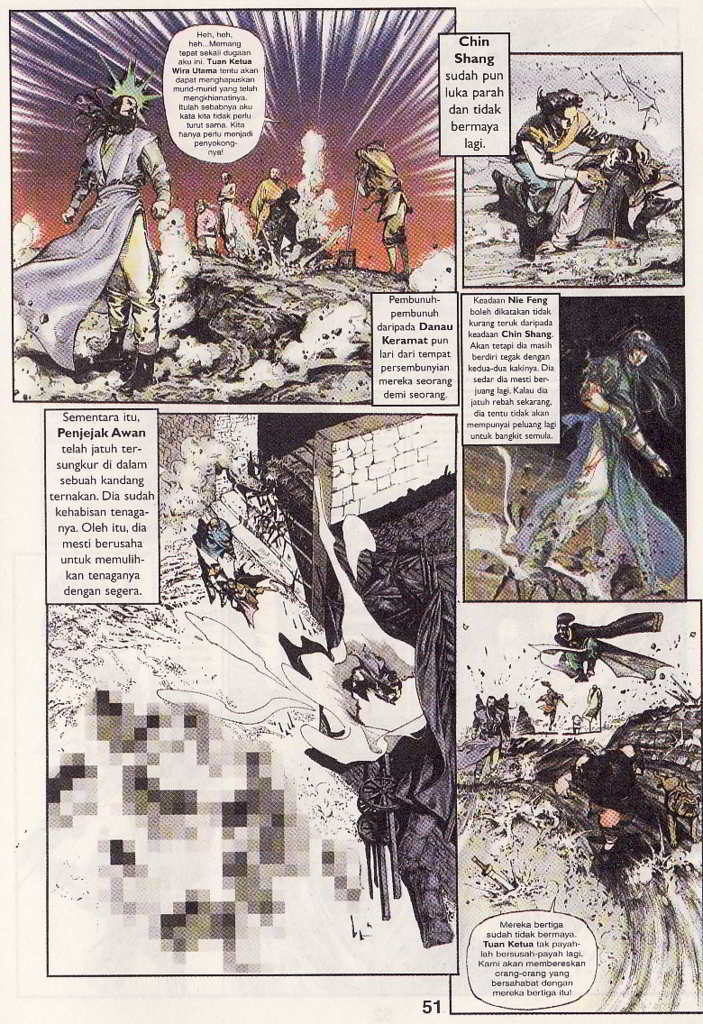 Heh, heh,
heh...Memang
tepat sekali dugaan
aku ini. Tuan Ketua
Wira Utama tentu akan
dapat menghapuskan
murid-murid yang telah
mengkhianatinya.
Itulah sebabnya aku
kata kita tidak perlu
turut sama. Kita
hanya perlu menjadi
penyokong-
nya!
Chin
Shang
sudah pun
luka parah
dan tidak
bermaya
lagi.
Pembunuh-
pembunuh
daripada Danau
Keramat pun
lari dari tempat
persembunyian
mereka seorang
demi seorang.
Keadaan Nie Feng
boleh dikatakan tidak
kurang teruk daripada
keadaan Chin Shang.
Akan tetapi dia masih
berdiri tegak dengan
kedua-dua kakinya. Dia
sedar dia mesti ber-
juang lagi. Kalau dia
jatuh rebah sekarang,
dia tentu tidak akan
mempunyai peluang lagi
untuk bangkit semula.
Sementara itu,
Penjejak Awan
telah jatuh ter-
sungkur di dalam
sebuah kandang
ternakan. Dia sudah
kehabisan tenaga-
nya. Oleh itu, dia
mesti berusaha
untuk memulih-
kan tenaganya
dengan segera.
Mereka bertiga
sudah tidak bermaya.
Tuan Ketua tak payah-
lah bersusah-payah lagi.
Kami akan membereskan
orang-orang yang
bersahabat dengan
mereka bertiga itu!
51